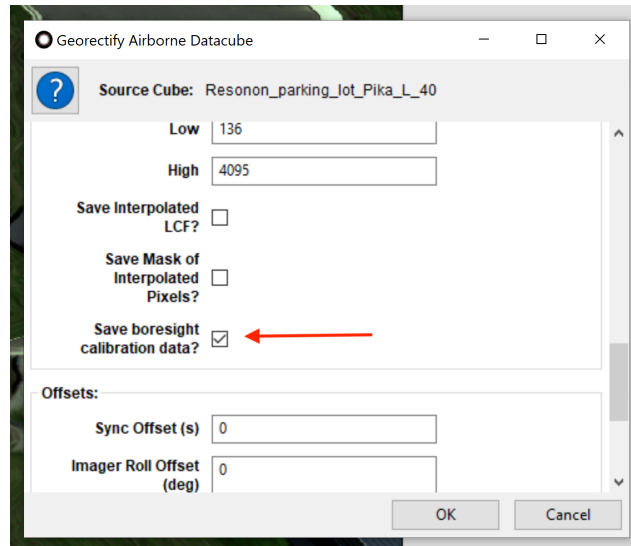 Georectify Airborne Datacube
? Source Cube: Resonon_parking_lot_Pika_L_40
Low 136
High 4095
Save Interpolated
LCF?
Save Mask of
Interpolated
Pixels?
Save boresight
calibration data?
Offsets:
Sync Offset (s) 0
Imager Roll Offset 0
(deg)
OK Cancel